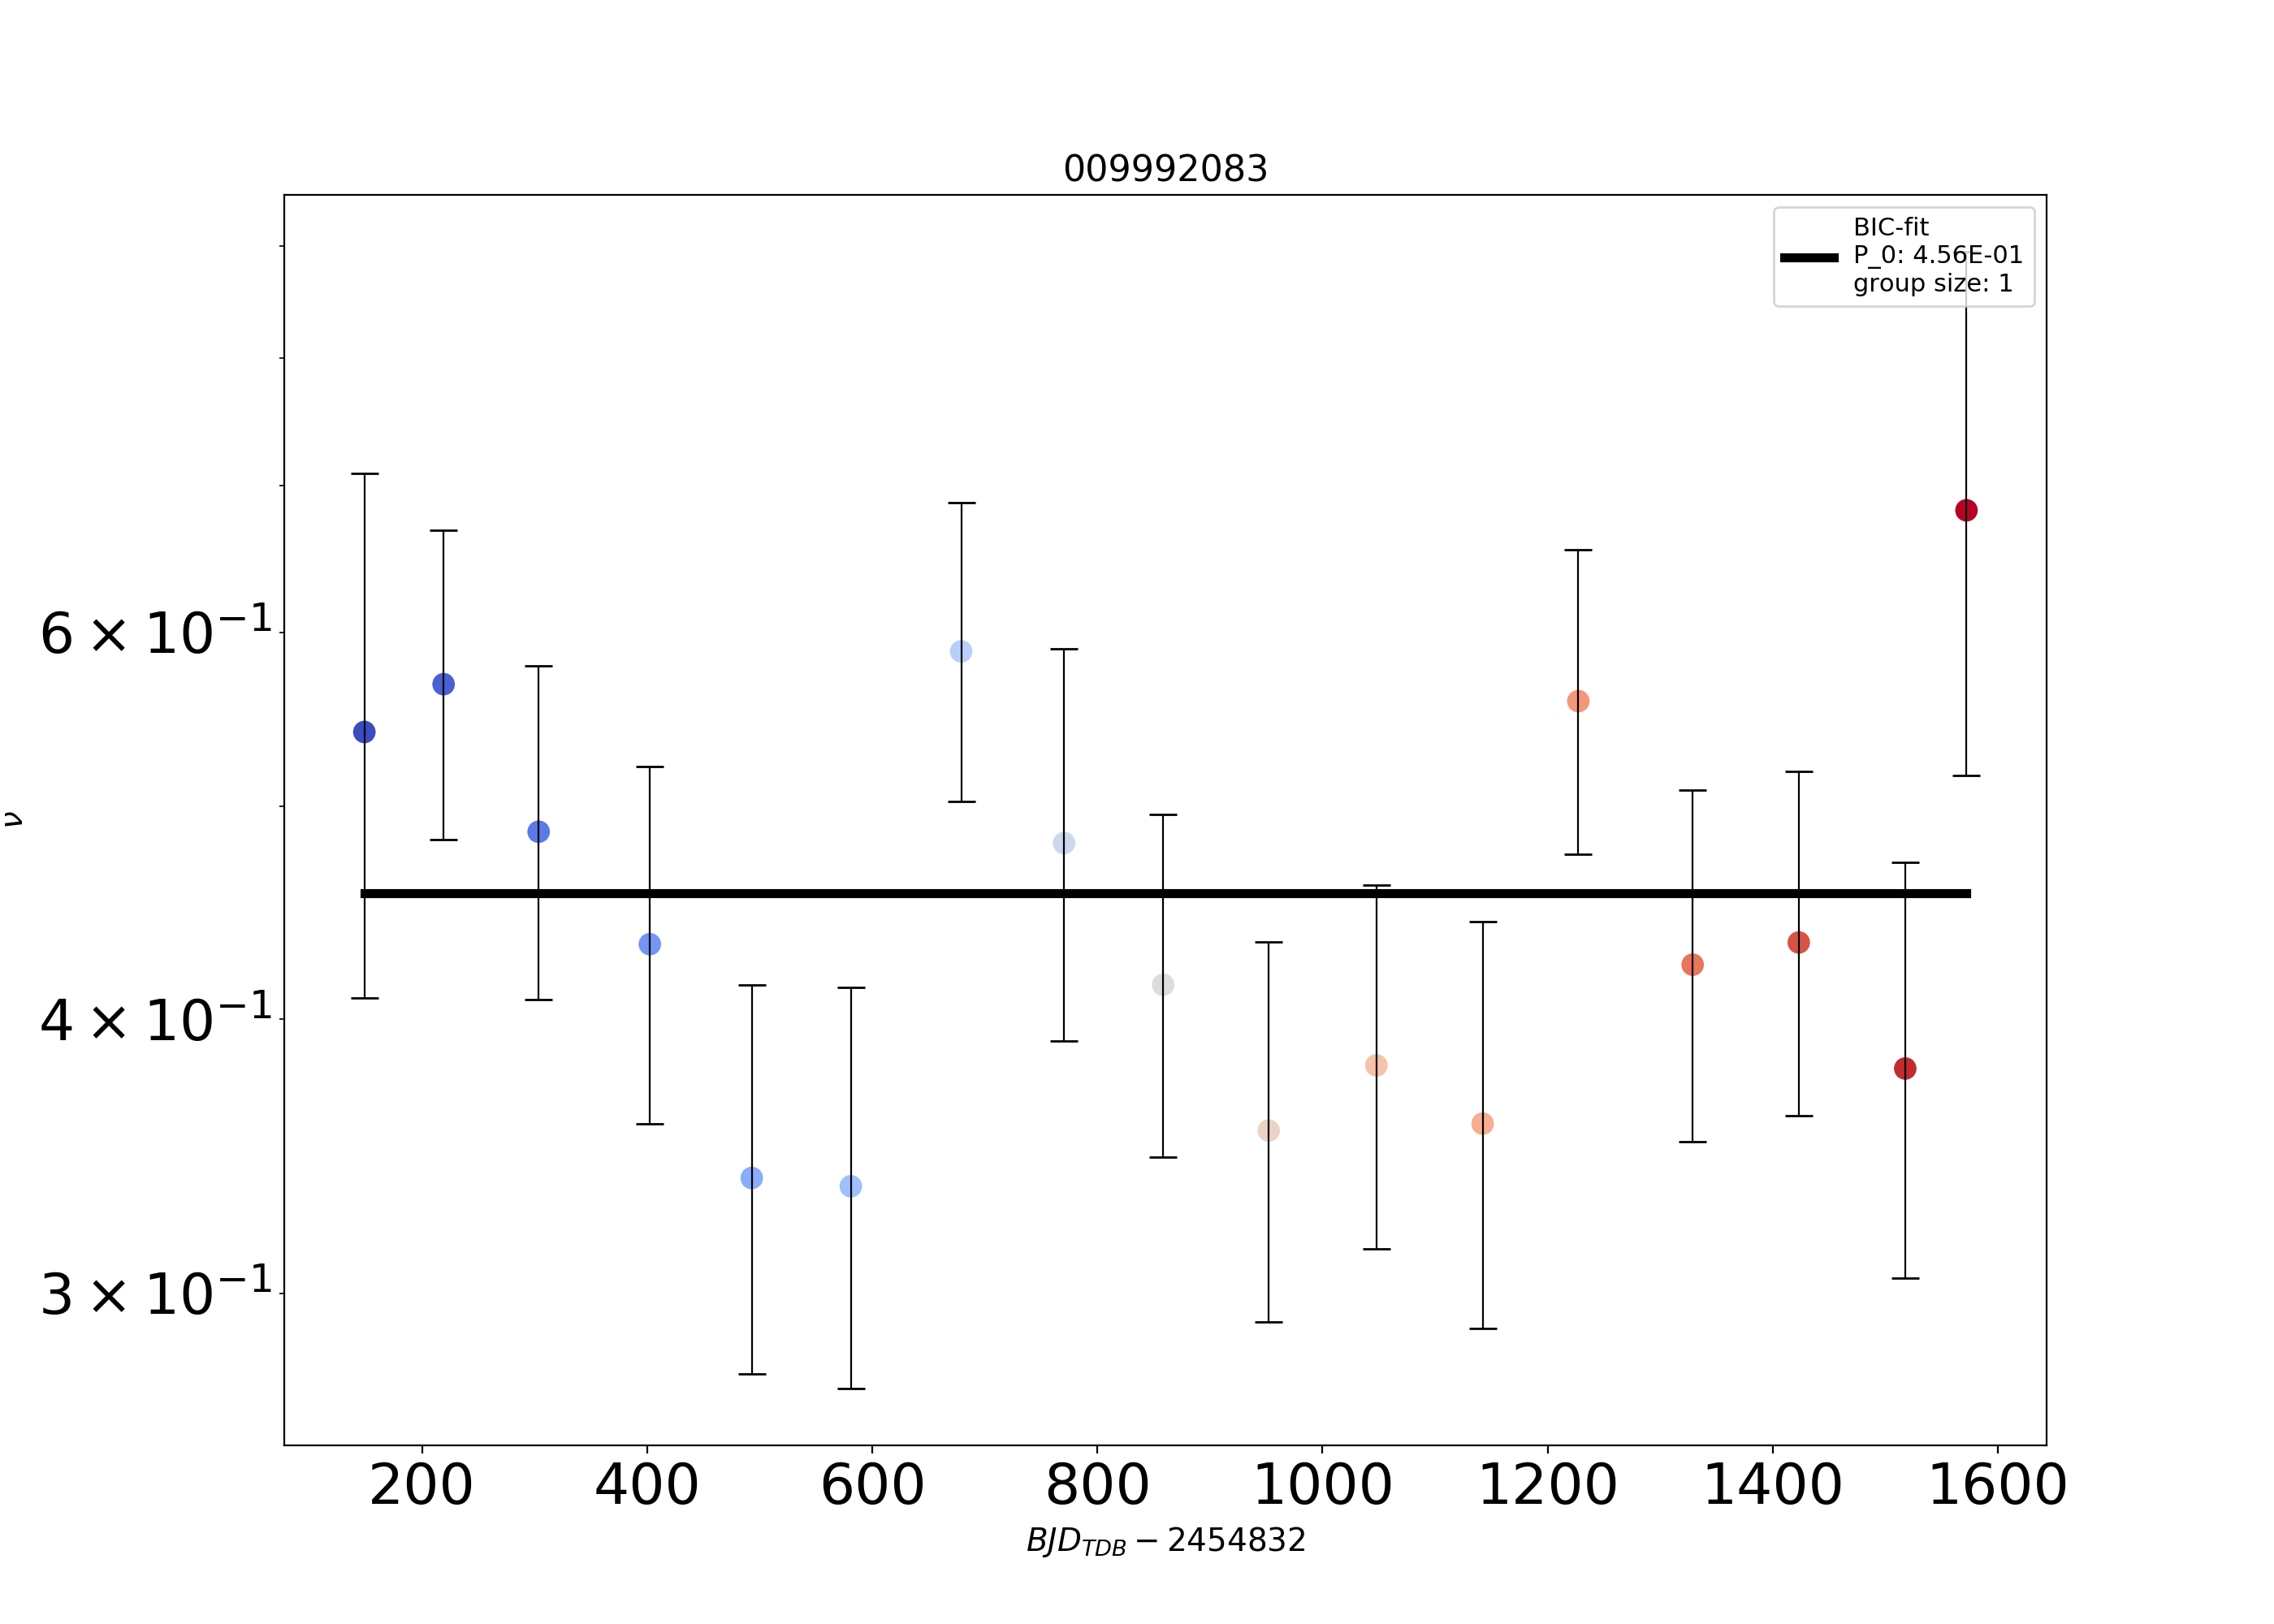 009992083
BIC-fit
P_0: 4.56E-01
group size: 1
6 × 10⁻¹
4 × 10⁻¹
3 × 10⁻¹
ν
200 400 600 800 1000 1200 1400 1600
BJD_TDB − 2454832